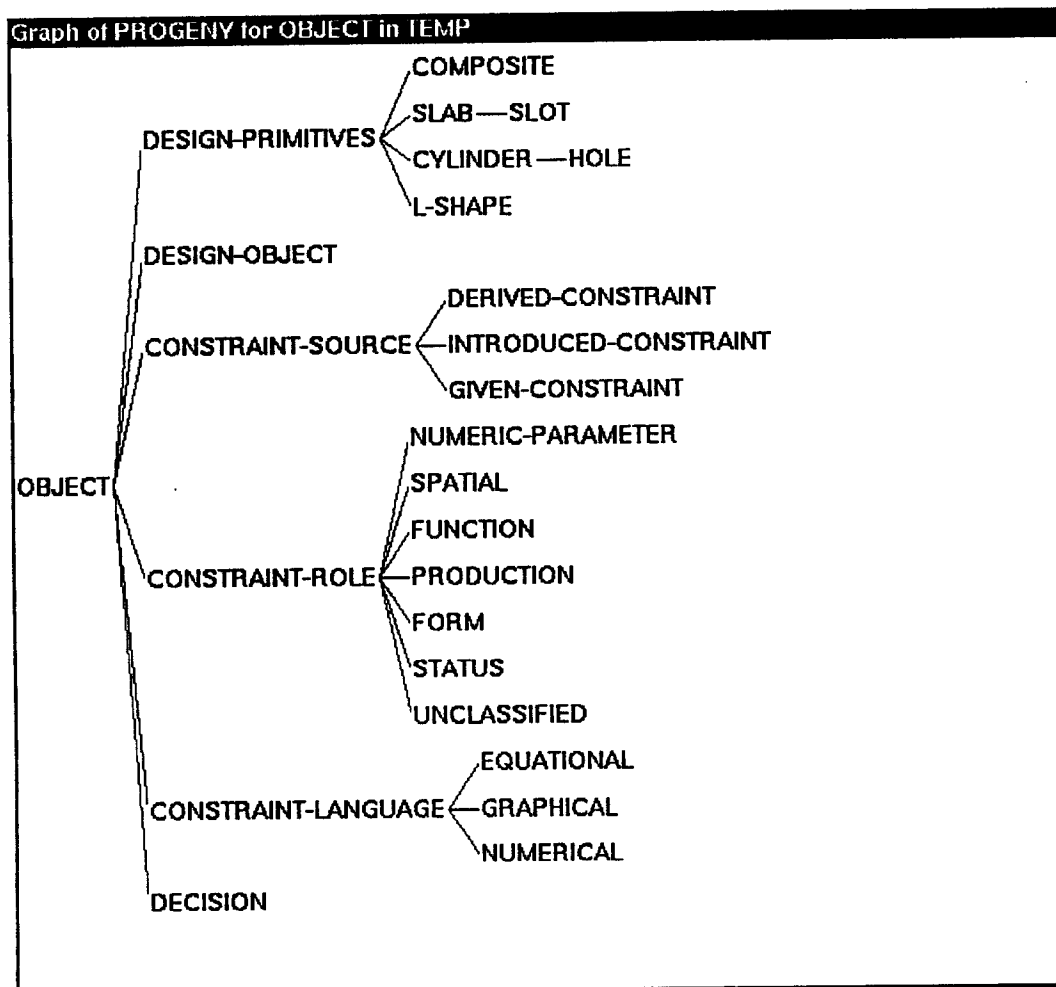 Graph of PROGENY for OBJECT in TEMP
COMPOSITE
SLAB—SLOT
DESIGN-PRIMITIVES
CYLINDER—HOLE
L-SHAPE
DESIGN-OBJECT
DERIVED-CONSTRAINT
CONSTRAINT-SOURCE INTRODUCED-CONSTRAINT
GIVEN-CONSTRAINT
NUMERIC-PARAMETER
OBJECT SPATIAL
FUNCTION
CONSTRAINT-ROLE PRODUCTION
FORM
STATUS
UNCLASSIFIED
EQUATIONAL
CONSTRAINT-LANGUAGE GRAPHICAL
NUMERICAL
DECISION